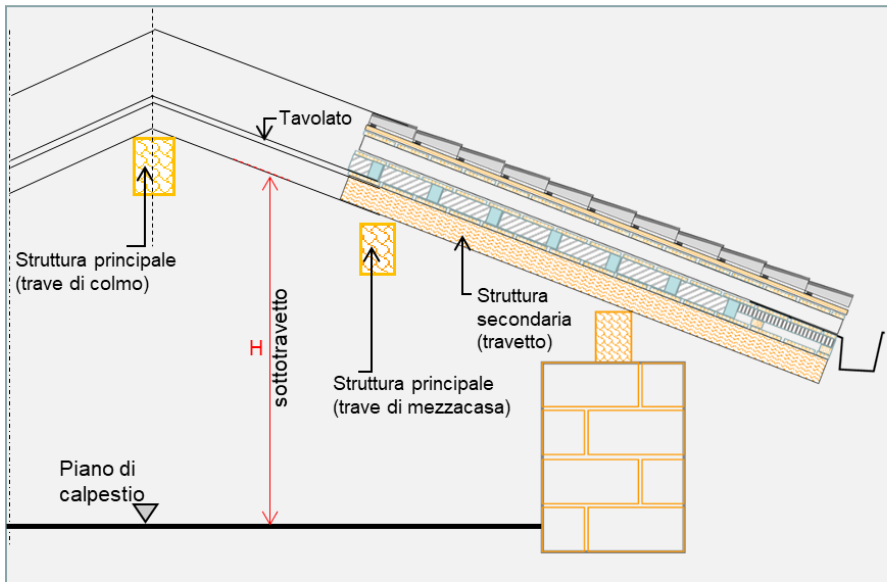 Tavolato
Struttura principale
(trave di colmo)
Struttura
secondaria
(travetto)
H
sottotravetto
Struttura principale
(trave di mezzacasa)
Piano di
calpestio